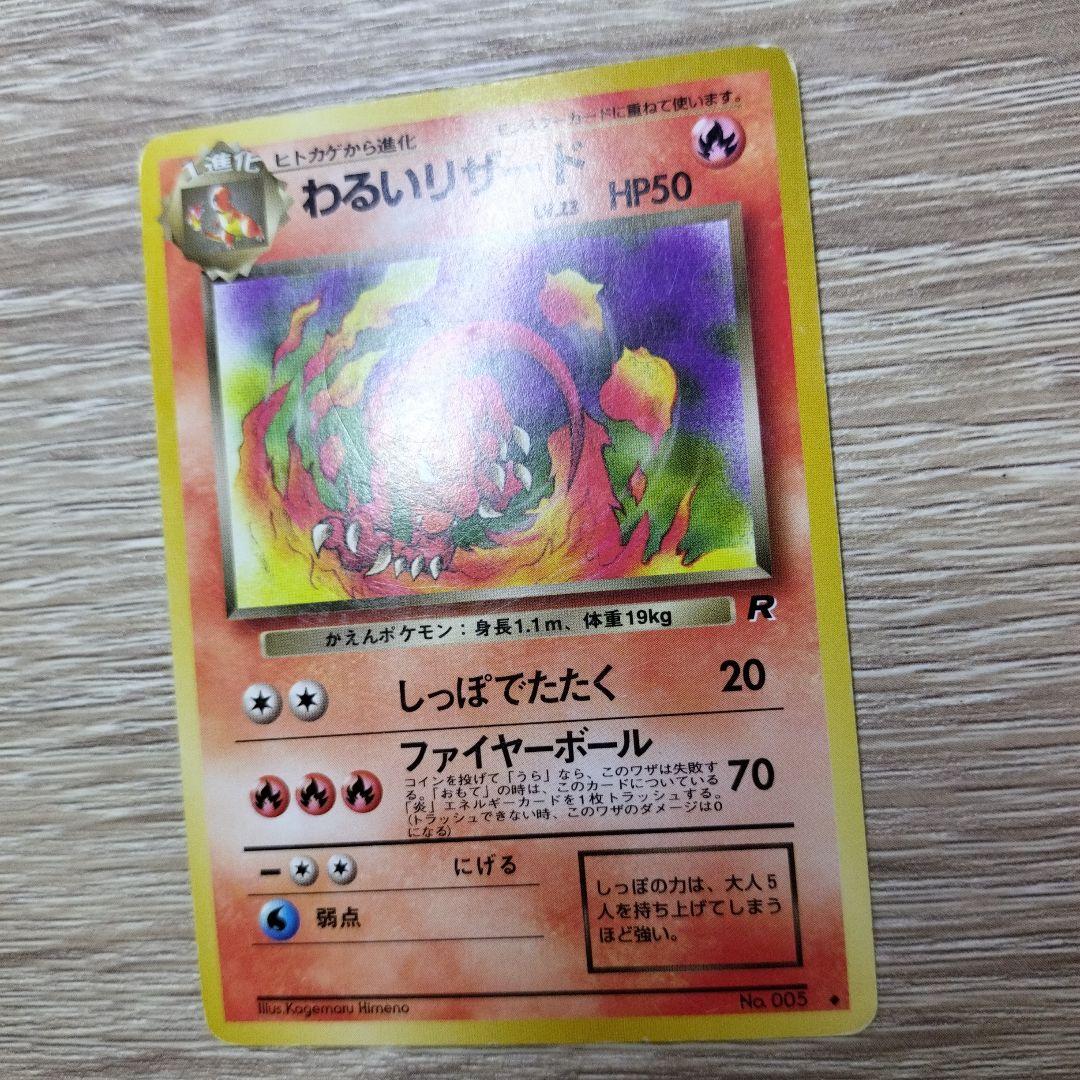 1進化
ヒトカゲから進化
モンスターカードに重ねて使います。
わるいリザード
LV.23
HP50
かえんポケモン：身長1.1m、体重19kg
R
しっぽでたたく
20
ファイヤーボール
コインを投げて「うら」なら、このワザは失敗す
る。「おもて」の時は、このカードについている
「炎」エネルギーカードを1枚トラッシュする。
(トラッシュできない時、このワザのダメージは0
になる)
70
にげる
弱点
しっぽの力は、大人5
人を持ち上げてしまう
ほど強い。
Illus.Kagemaru Himeno
No. 005